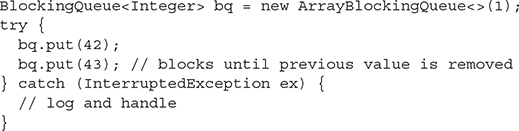 BlockingQueue<Integer> bq = new ArrayBlockingQueue<>(1);
try {
  bq.put(42);
  bq.put(43); // blocks until previous value is removed
} catch (InterruptedException ex) {
  // log and handle
}